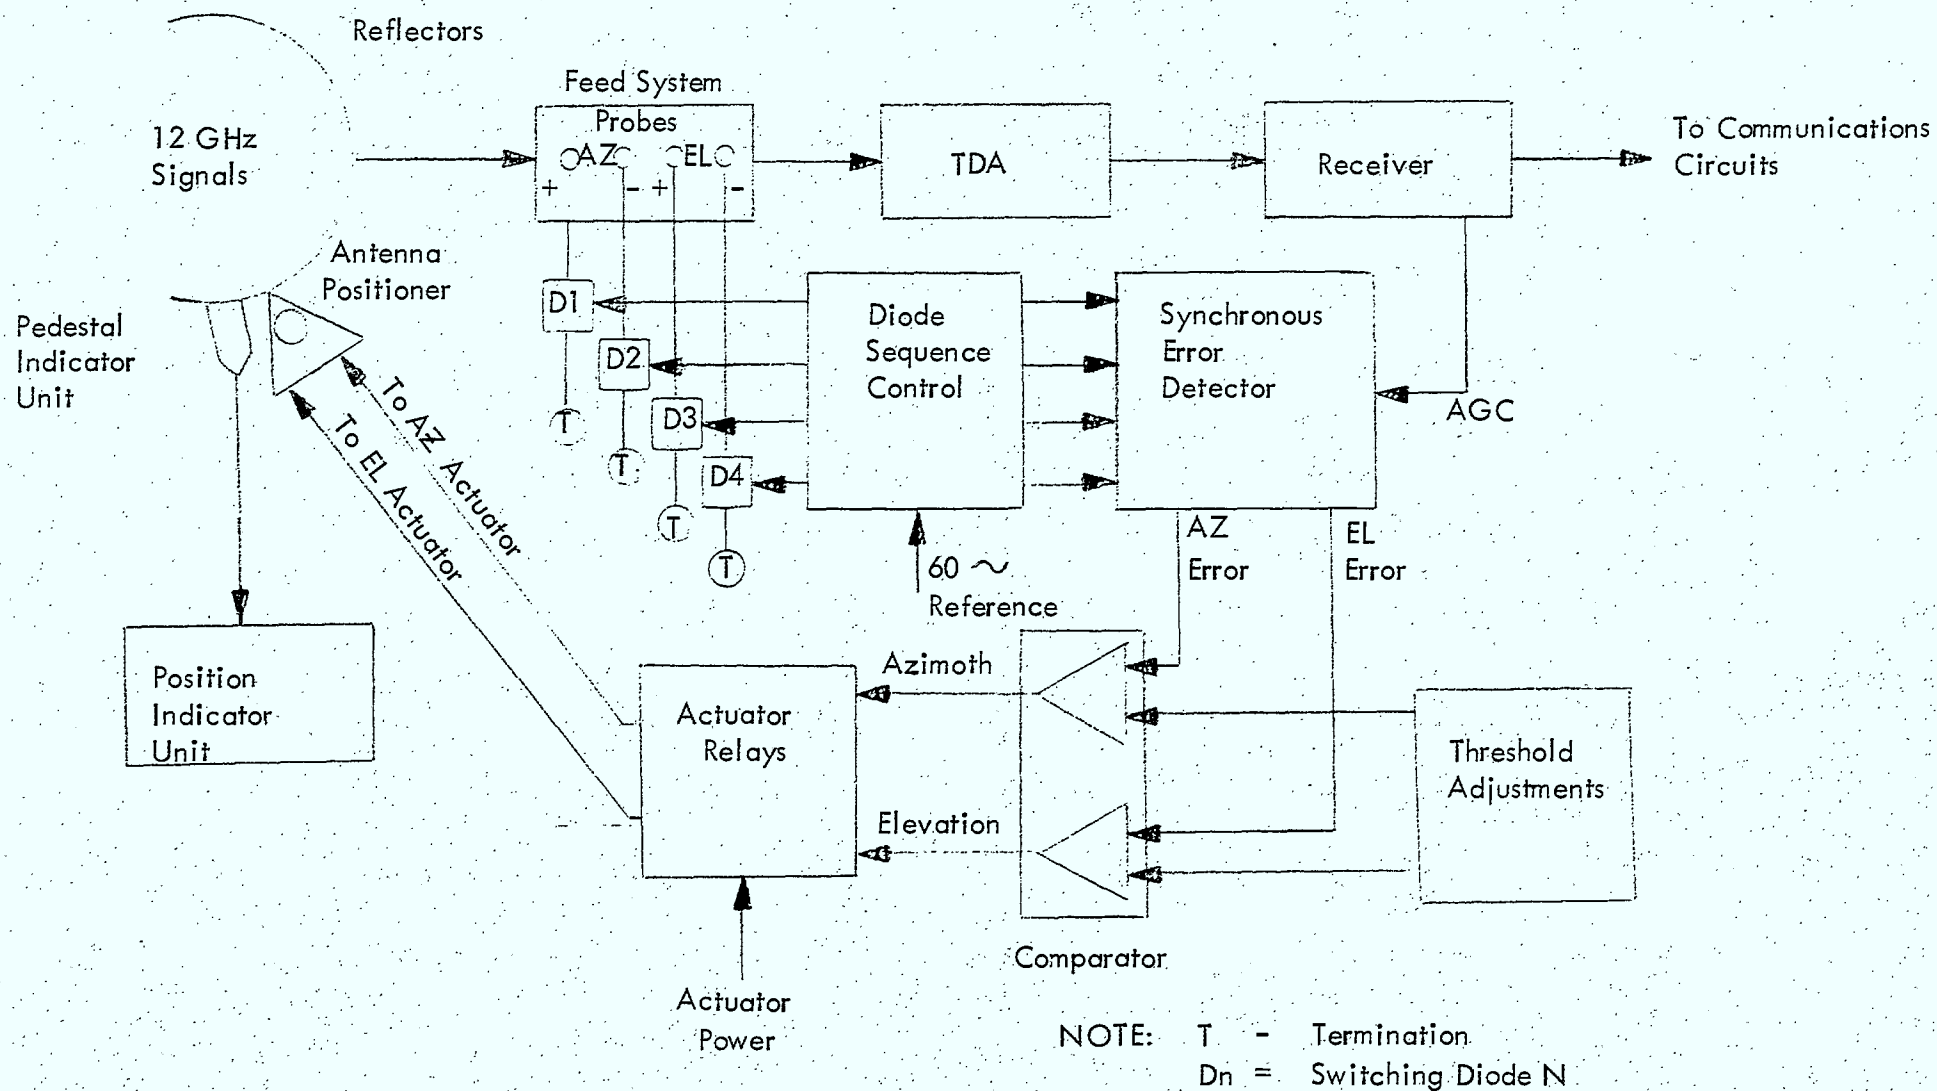 Reflectors
Feed System
Probes
AZ
EL
+
-
+
-
12 GHz
Signals
TDA
Receiver
To Communications
Circuits
Antenna
Positioner
Pedestal
Indicator
Unit
D1
D2
D3
D4
T
T
T
T
Diode
Sequence
Control
Synchronous
Error
Detector
AGC
To AZ Actuator
To EL Actuator
60 ~
Reference
AZ
Error
EL
Error
Position
Indicator
Unit
Actuator
Relays
Azimoth
Elevation
Threshold
Adjustments
Comparator
Actuator
Power
NOTE: T - Termination
Dn = Switching Diode N